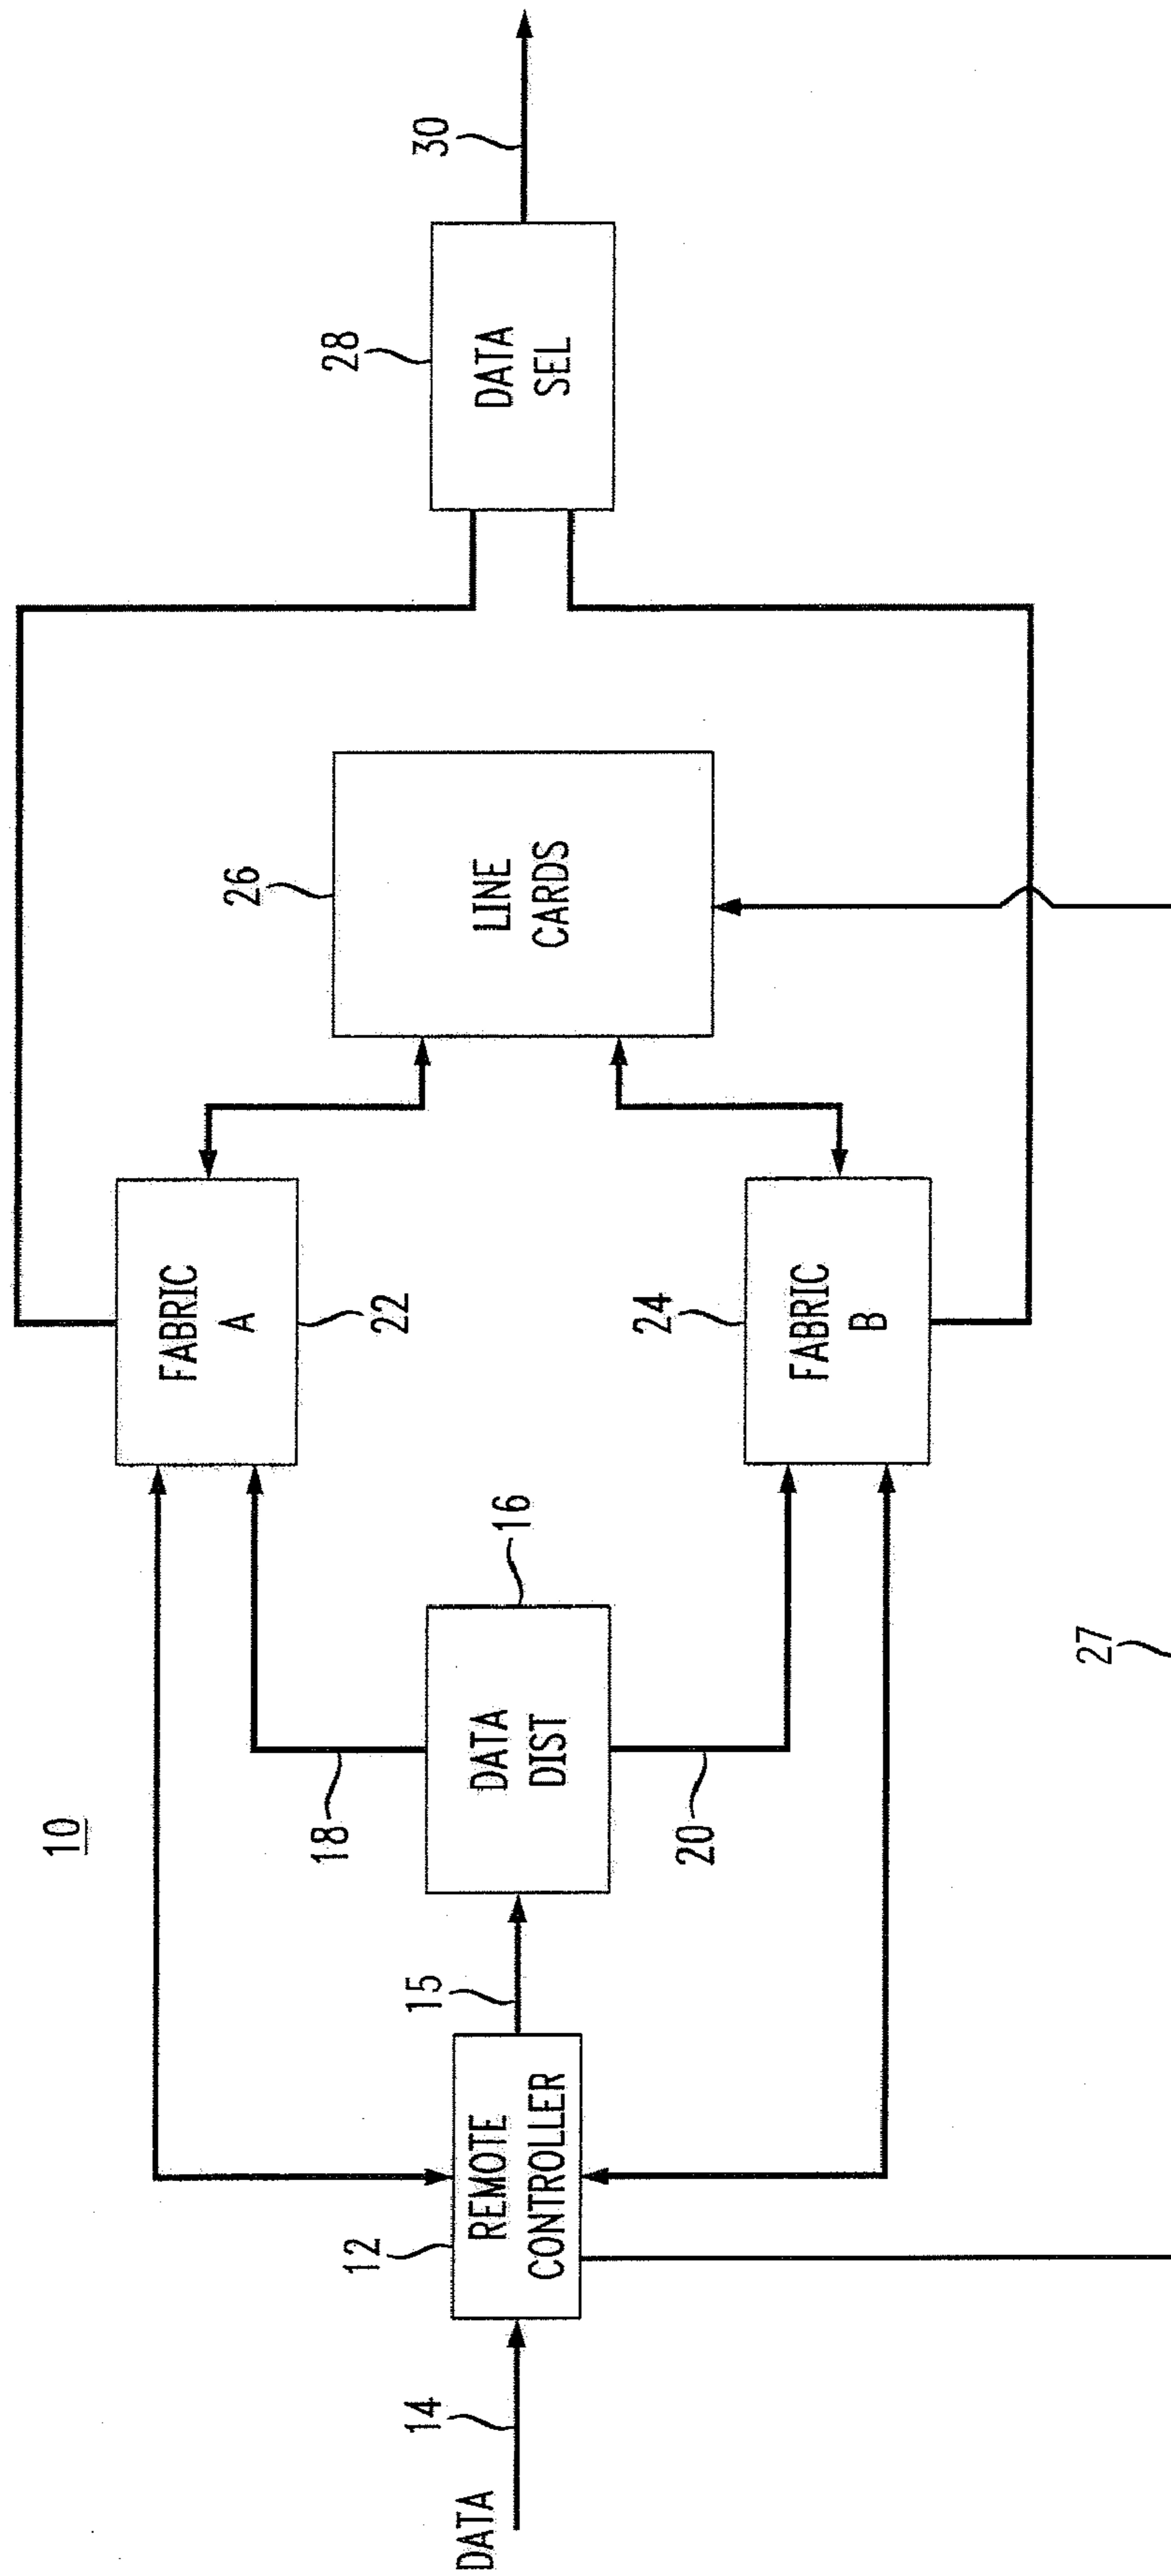 10
DATA
14
12
REMOTE
CONTROLLER
15
18
DATA
DIST
16
20
FABRIC
A
22
24
FABRIC
B
26
LINE
CARDS
27
28
DATA
SEL
30